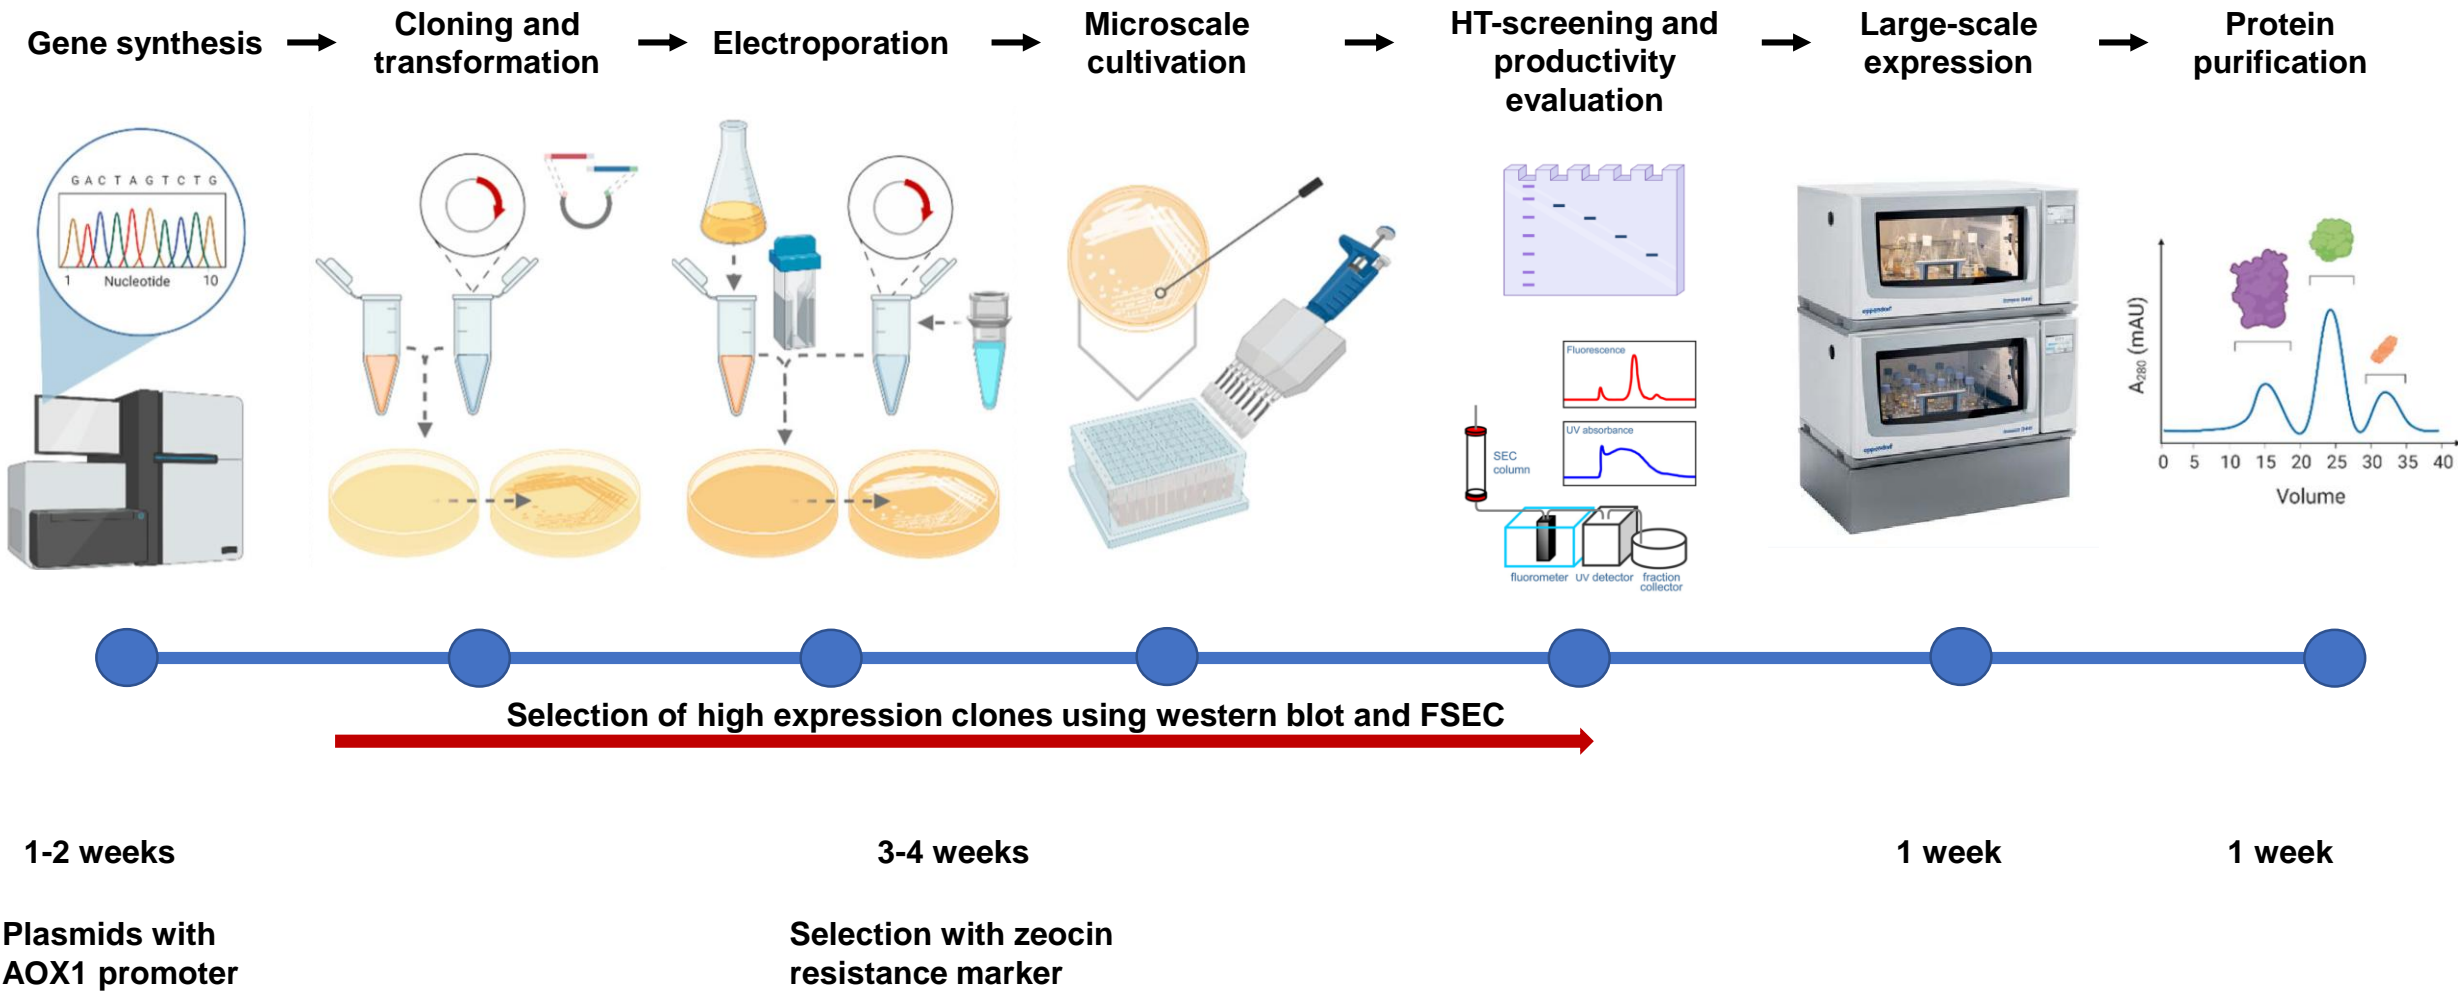 Gene synthesis
Cloning and
transformation
Electroporation
Microscale
cultivation
HT-screening and
productivity
evaluation
Large-scale
expression
Protein
purification
G A C T A G T C T G
1 Nucleotide 10
Fluorescence
UV absorbance
SEC
column
fluorometer UV detector fraction
collector
eppendorf
eppendorf
A280 (mAU)
0 5 10 15 20 25 30 35 40
Volume
Selection of high expression clones using western blot and FSEC
1-2 weeks
3-4 weeks
1 week
1 week
Plasmids with
AOX1 promoter
Selection with zeocin
resistance marker